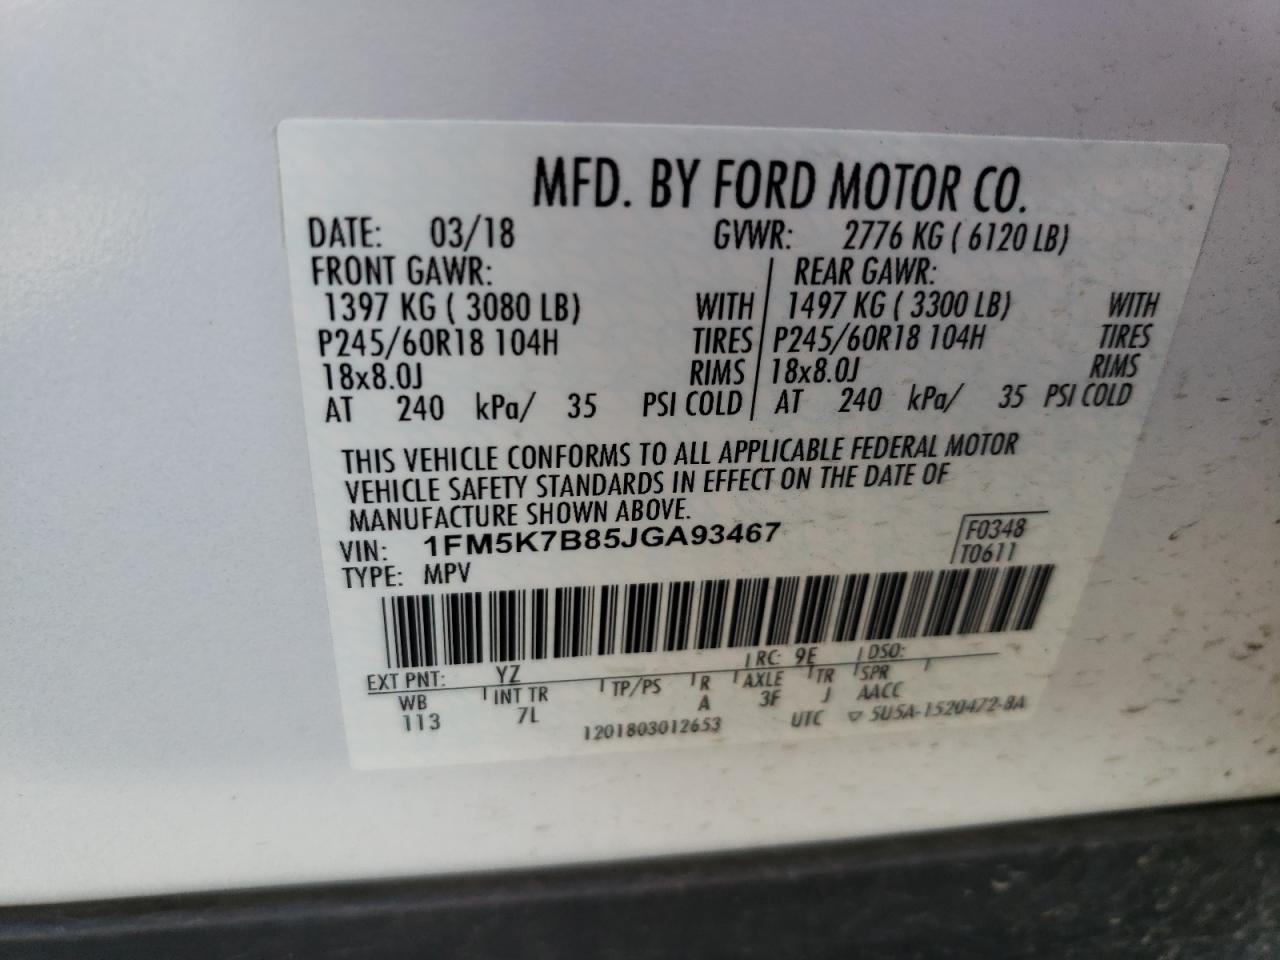 MFD. BY FORD MOTOR CO.
DATE: 03/18 GVWR: 2776 KG ( 6120 LB)
FRONT GAWR: REAR GAWR:
1397 KG ( 3080 LB) WITH 1497 KG ( 3300 LB) WITH
P245/60R18 104H TIRES P245/60R18 104H TIRES
18x8.0J RIMS 18x8.0J RIMS
AT 240 kPa/ 35 PSI COLD AT 240 kPa/ 35 PSI COLD
THIS VEHICLE CONFORMS TO ALL APPLICABLE FEDERAL MOTOR
VEHICLE SAFETY STANDARDS IN EFFECT ON THE DATE OF
MANUFACTURE SHOWN ABOVE.
VIN: 1FM5K7B85JGA93467 F0348
TYPE: MPV T0611
EXT PNT: YZ RC: 9E DSO:
WB INT TR TP/PS R AXLE TR SPR
113 7L A 3F J AACC
1201803012653 UTC ▽ 5U5A-1520472-BA